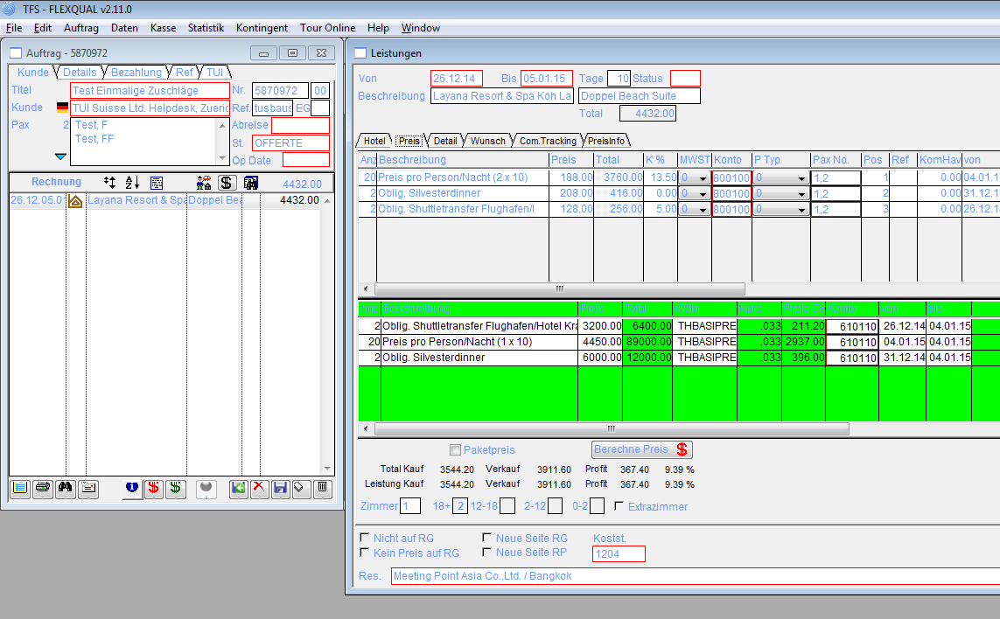 TFS - FLEXQUAL v2.11.0
File Edit Auftrag Daten Kasse Statistik Kontingent Tour Online Help Window
Auftrag - 5870972
Kunde Details Bezahlung Ref TUI
Titel Test Einmalige Zuschläge Nr. 5870972 00
Kunde TUI Suisse Ltd. Helpdesk, Zueric Ref. tusbaus EG
Pax 2 Test, F Abreise
Test, FF St. OFFERTE
Op Date
Rechnung 4432.00
26.12.05.01 Layana Resort & Spa Doppel Bea 4432.00
Leistungen
Von 26.12.14 Bis 05.01.15 Tage 10 Status
Beschreibung Layana Resort & Spa Koh La Doppel Beach Suite
Total 4432.00
Hotel Preis Detail Wunsch Com.Tracking PreisInfo
Anz Beschreibung Preis Total K % MWST Konto P Typ Pax No. Pos Ref KomHav von
20 Preis pro Person/Nacht (2 x 10) 188.00 3760.00 13.50 0 800100 0 1,2 1 0.00 04.01.1
2 Oblig. Silvesterdinner 208.00 416.00 0.00 0 800100 0 1,2 2 0.00 31.12.1
2 Oblig. Shuttletransfer Flughafen/I 128.00 256.00 5.00 0 800100 0 1,2 3 0.00 26.12.1
Anz Beschreibung Preis Total Währ Kurs Preis CH Konto von bis
2 Oblig. Shuttletransfer Flughafen/Hotel Kra 3200.00 6400.00 THBASIPRE .033 211.20 610110 26.12.14 04.01.15
20 Preis pro Person/Nacht (1 x 10) 4450.00 89000.00 THBASIPRE .033 2937.00 610110 04.01.15 04.01.15
2 Oblig. Silvesterdinner 6000.00 12000.00 THBASIPRE .033 396.00 610110 31.12.14 04.01.15
Paketpreis Berechne Preis $
Total Kauf 3544.20 Verkauf 3911.60 Profit 367.40 9.39 %
Leistung Kauf 3544.20 Verkauf 3911.60 Profit 367.40 9.39 %
Zimmer 1 18+ 2 12-18 2-12 0-2 Extrazimmer
Nicht auf RG Neue Seite RG Kostst.
Kein Preis auf RG Neue Seite RP 1204
Res. Meeting Point Asia Co.,Ltd. / Bangkok